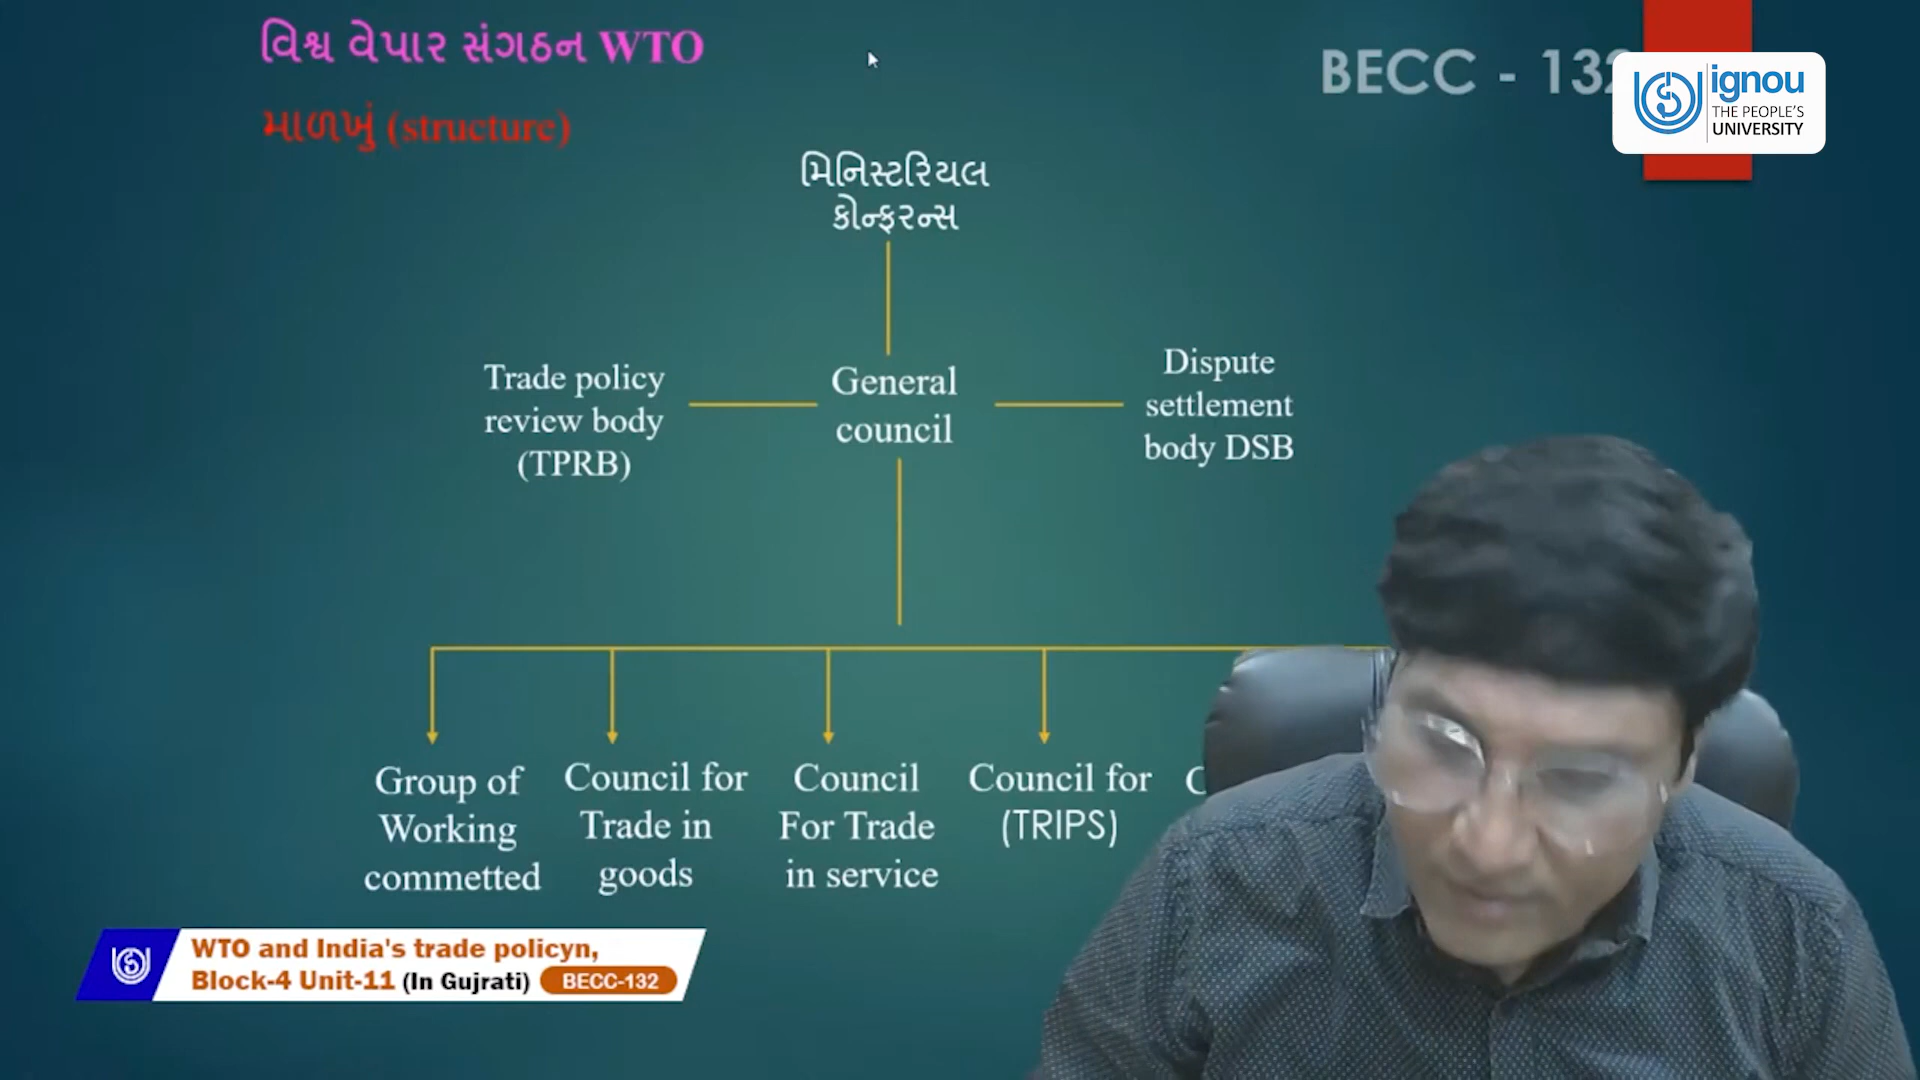 વિશ્વ વેપાર સંગઠન WTO
માળખું (structure)
BECC - 132
ignou
THE PEOPLE'S
UNIVERSITY
મિનિસ્ટરિયલ
કોન્ફરન્સ
Trade policy
review body
(TPRB)
General
council
Dispute
settlement
body DSB
Group of
Working
commetted
Council for
Trade in
goods
Council
For Trade
in service
Council for
(TRIPS)
WTO and India's trade policyn,
Block-4 Unit-11 (In Gujrati) BECC-132